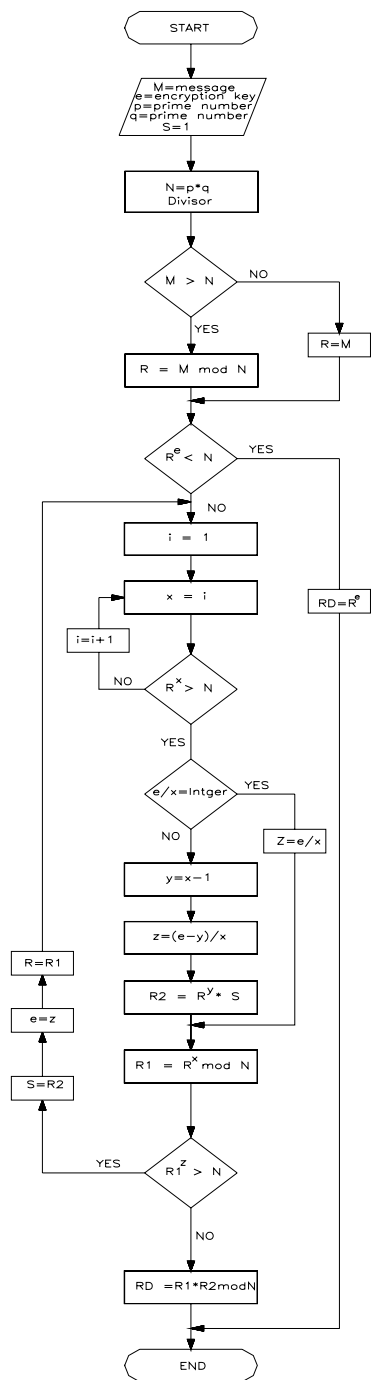 START
M=message
e=encryption key
p=prime number
q=prime number
S=1
N=p*q
Divisor
M > N
NO
YES
R=M
R = M mod N
R^e < N
YES
NO
i = 1
x = i
RD=R^e
i=i+1
R^x > N
NO
YES
e/x=Intger
YES
NO
Z=e/x
y=x-1
z=(e-y)/x
R=R1
R2 = R^y * S
e=z
R1 = R^x mod N
S=R2
R1^z > N
YES
NO
RD =R1*R2modN
END